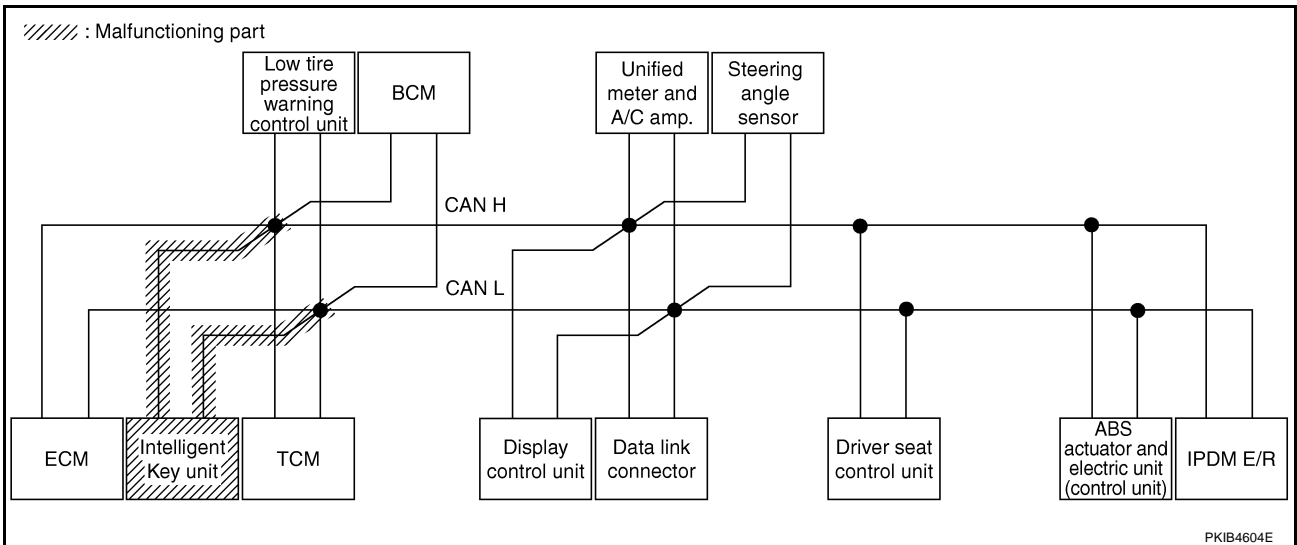 : Malfunctioning part
Low tire
pressure
warning
control unit
BCM
Unified
meter and
A/C amp.
Steering
angle
sensor
CAN H
CAN L
ECM
Intelligent
Key unit
TCM
Display
control unit
Data link
connector
Driver seat
control unit
ABS
actuator and
electric unit
(control unit)
IPDM E/R
PKIB4604E